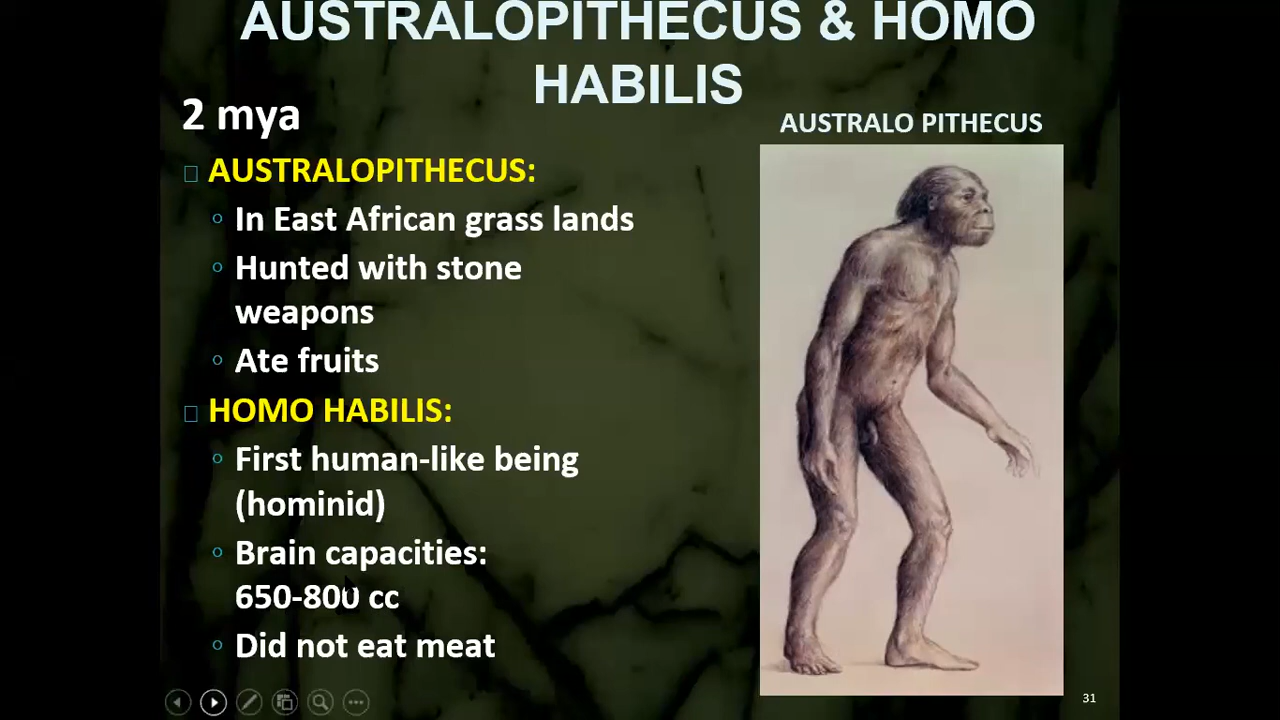 AUSTRALOPITHECUS & HOMO
HABILIS
2 mya
AUSTRALOPITHECUS:
In East African grass lands
Hunted with stone
weapons
Ate fruits
HOMO HABILIS:
First human-like being
(hominid)
Brain capacities:
650-800 cc
Did not eat meat
AUSTRALO PITHECUS
31